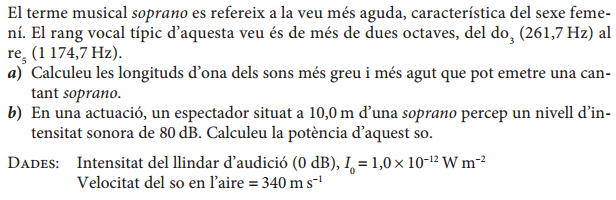 El terme musical soprano es refereix a la veu més aguda, característica del sexe feme-
ní. El rang vocal típic d'aquesta veu és de més de dues octaves, del do₃ (261,7 Hz) al
re₅ (1 174,7 Hz).
a) Calculeu les longituds d'ona dels sons més greu i més agut que pot emetre una can-
tant soprano.
b) En una actuació, un espectador situat a 10,0 m d'una soprano percep un nivell d'in-
tensitat sonora de 80 dB. Calculeu la potència d'aquest so.
DADES: Intensitat del llindar d'audició (0 dB), I₀ = 1,0 × 10⁻¹² W m⁻²
Velocitat del so en l'aire = 340 m s⁻¹